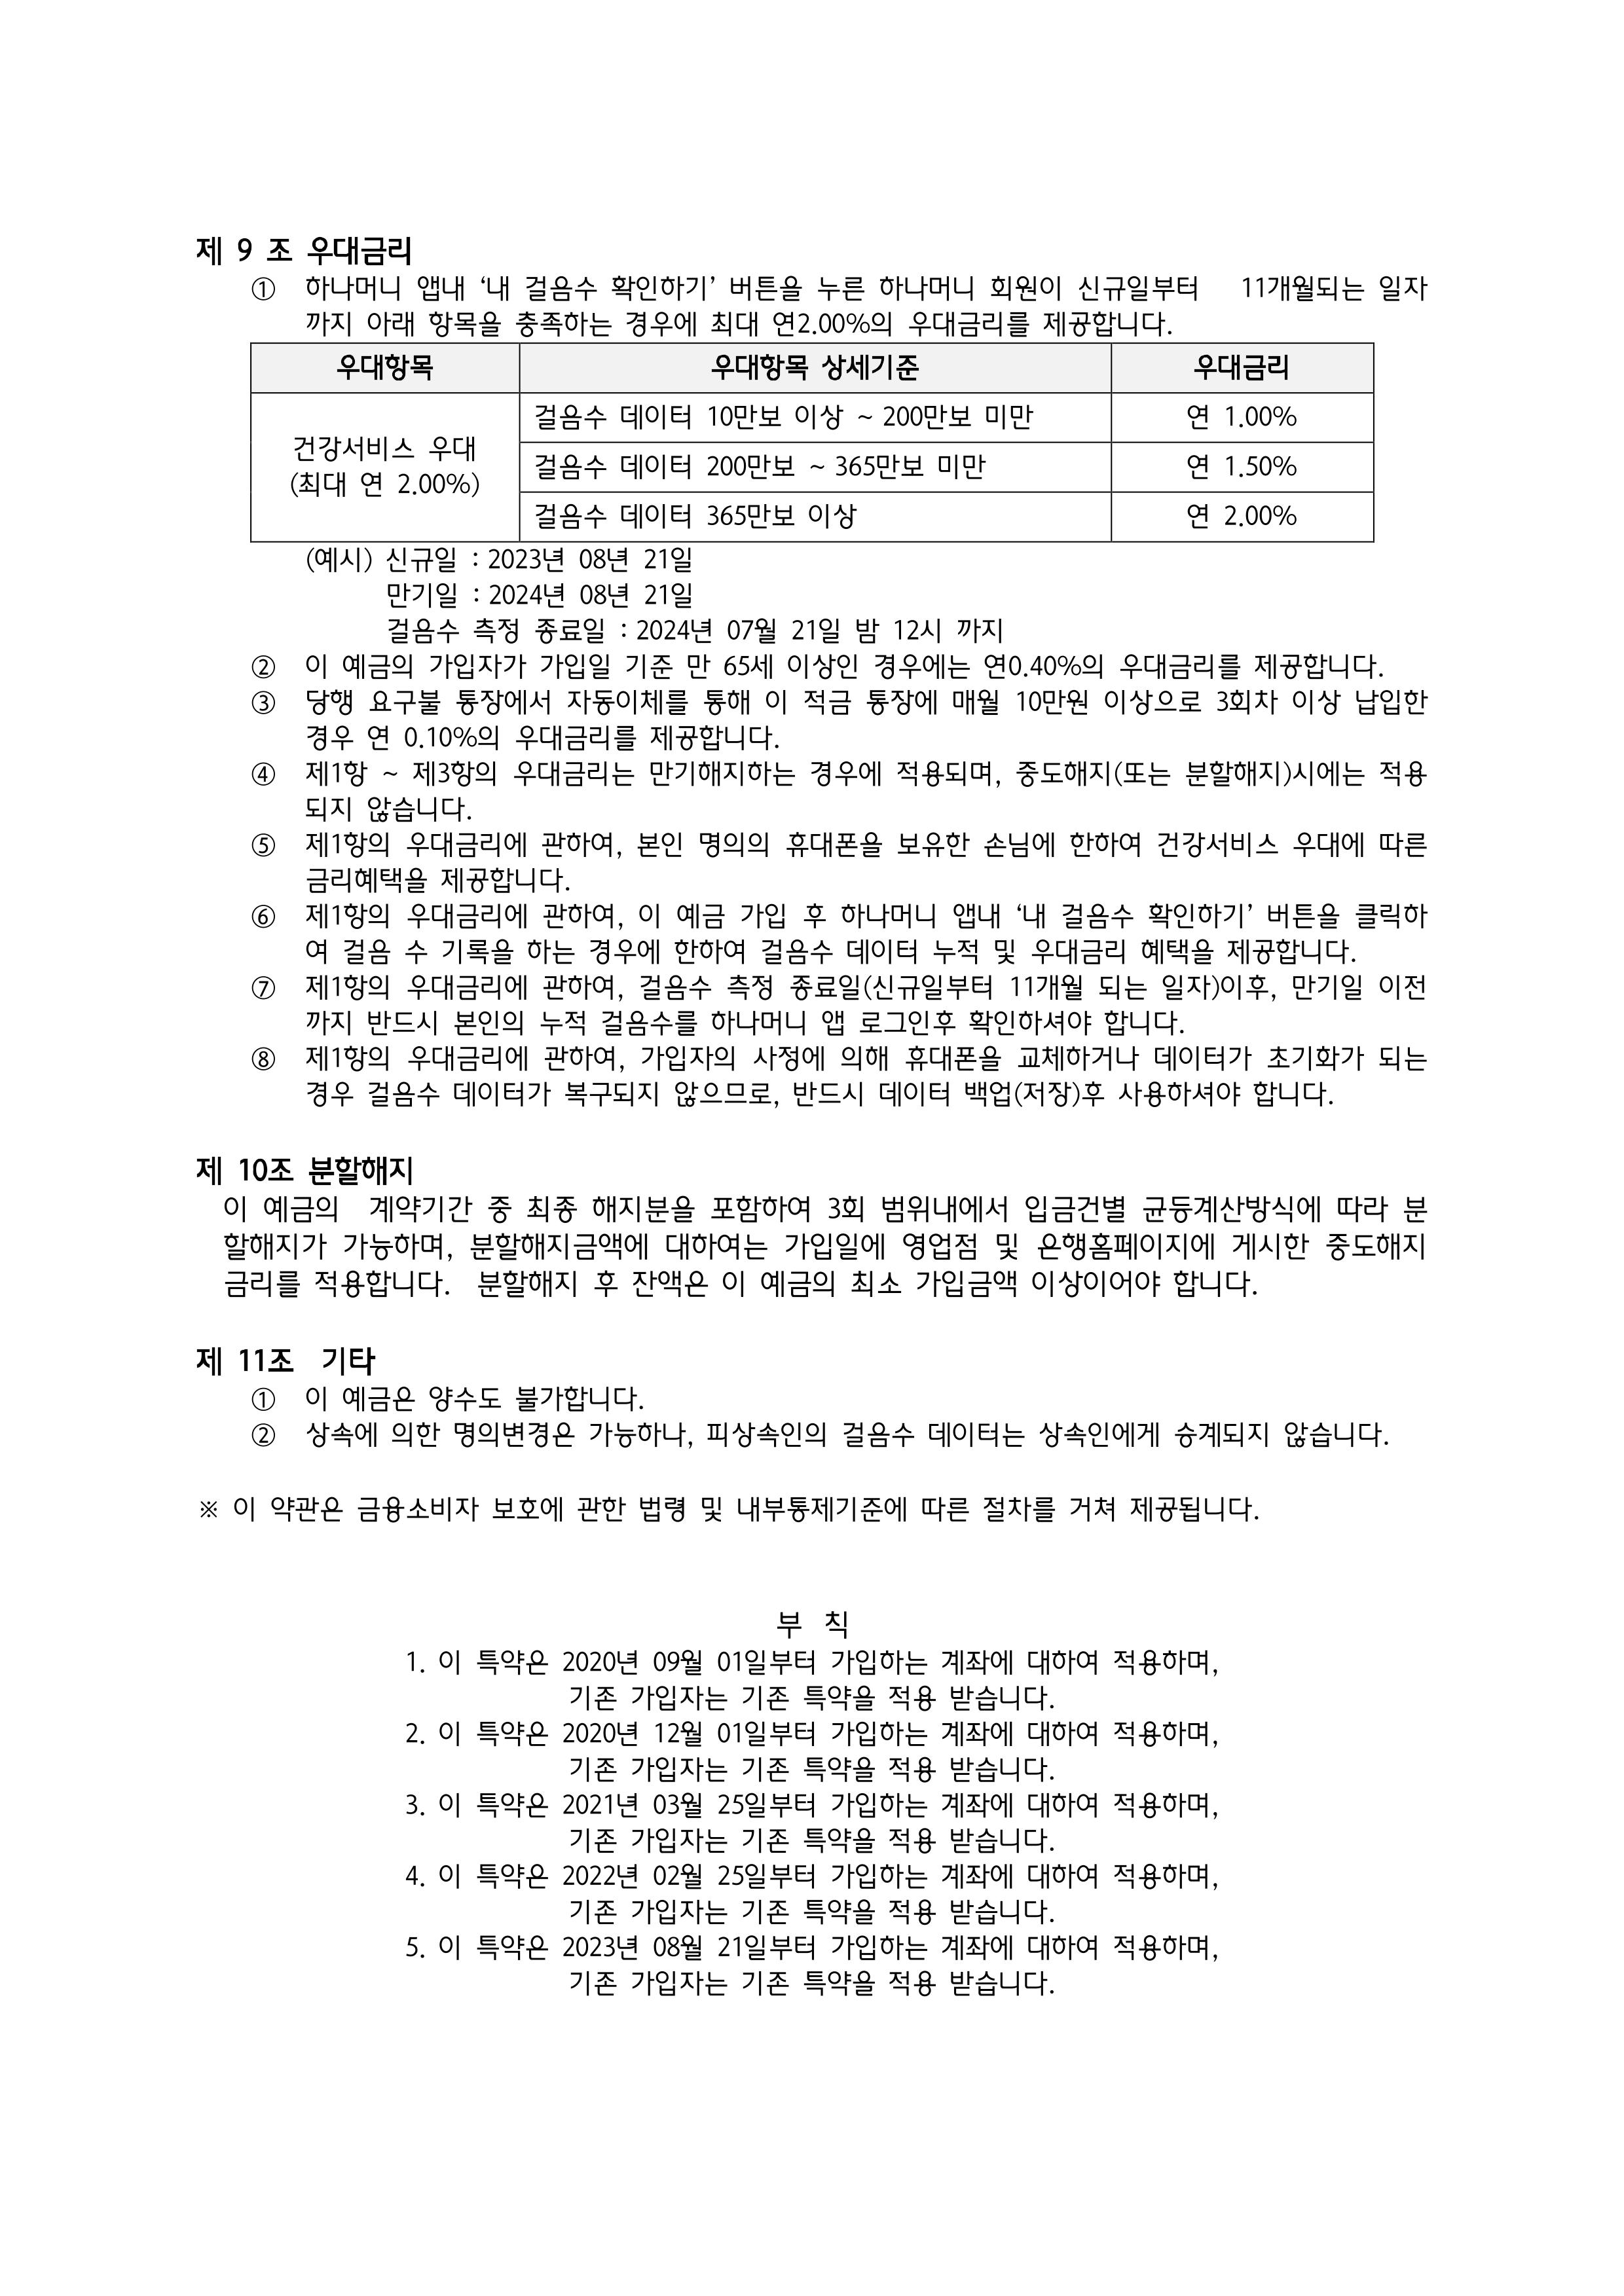 제 9 조 우대금리
① 하나머니 앱내 ‘내 걸음수 확인하기’ 버튼을 누른 하나머니 회원이 신규일부터 11개월되는 일자
까지 아래 항목을 충족하는 경우에 최대 연2.00%의 우대금리를 제공합니다.
우대항목 우대항목 상세기준 우대금리
건강서비스 우대
(최대 연 2.00%)
걸음수 데이터 10만보 이상 ~ 200만보 미만 연 1.00%
걸음수 데이터 200만보 ~ 365만보 미만 연 1.50%
걸음수 데이터 365만보 이상 연 2.00%
(예시) 신규일 : 2023년 08년 21일
만기일 : 2024년 08년 21일
걸음수 측정 종료일 : 2024년 07월 21일 밤 12시 까지
② 이 예금의 가입자가 가입일 기준 만 65세 이상인 경우에는 연0.40%의 우대금리를 제공합니다.
③ 당행 요구불 통장에서 자동이체를 통해 이 적금 통장에 매월 10만원 이상으로 3회차 이상 납입한
경우 연 0.10%의 우대금리를 제공합니다.
④ 제1항 ~ 제3항의 우대금리는 만기해지하는 경우에 적용되며, 중도해지(또는 분할해지)시에는 적용
되지 않습니다.
⑤ 제1항의 우대금리에 관하여, 본인 명의의 휴대폰을 보유한 손님에 한하여 건강서비스 우대에 따른
금리혜택을 제공합니다.
⑥ 제1항의 우대금리에 관하여, 이 예금 가입 후 하나머니 앱내 ‘내 걸음수 확인하기’ 버튼을 클릭하
여 걸음 수 기록을 하는 경우에 한하여 걸음수 데이터 누적 및 우대금리 혜택을 제공합니다.
⑦ 제1항의 우대금리에 관하여, 걸음수 측정 종료일(신규일부터 11개월 되는 일자)이후, 만기일 이전
까지 반드시 본인의 누적 걸음수를 하나머니 앱 로그인후 확인하셔야 합니다.
⑧ 제1항의 우대금리에 관하여, 가입자의 사정에 의해 휴대폰을 교체하거나 데이터가 초기화가 되는
경우 걸음수 데이터가 복구되지 않으므로, 반드시 데이터 백업(저장)후 사용하셔야 합니다.
제 10조 분할해지
이 예금의 계약기간 중 최종 해지분을 포함하여 3회 범위내에서 입금건별 균등계산방식에 따라 분
할해지가 가능하며, 분할해지금액에 대하여는 가입일에 영업점 및 은행홈페이지에 게시한 중도해지
금리를 적용합니다. 분할해지 후 잔액은 이 예금의 최소 가입금액 이상이어야 합니다.
제 11조 기타
① 이 예금은 양수도 불가합니다.
② 상속에 의한 명의변경은 가능하나, 피상속인의 걸음수 데이터는 상속인에게 승계되지 않습니다.
※ 이 약관은 금융소비자 보호에 관한 법령 및 내부통제기준에 따른 절차를 거쳐 제공됩니다.
부 칙
1. 이 특약은 2020년 09월 01일부터 가입하는 계좌에 대하여 적용하며,
기존 가입자는 기존 특약을 적용 받습니다.
2. 이 특약은 2020년 12월 01일부터 가입하는 계좌에 대하여 적용하며,
기존 가입자는 기존 특약을 적용 받습니다.
3. 이 특약은 2021년 03월 25일부터 가입하는 계좌에 대하여 적용하며,
기존 가입자는 기존 특약을 적용 받습니다.
4. 이 특약은 2022년 02월 25일부터 가입하는 계좌에 대하여 적용하며,
기존 가입자는 기존 특약을 적용 받습니다.
5. 이 특약은 2023년 08월 21일부터 가입하는 계좌에 대하여 적용하며,
기존 가입자는 기존 특약을 적용 받습니다.